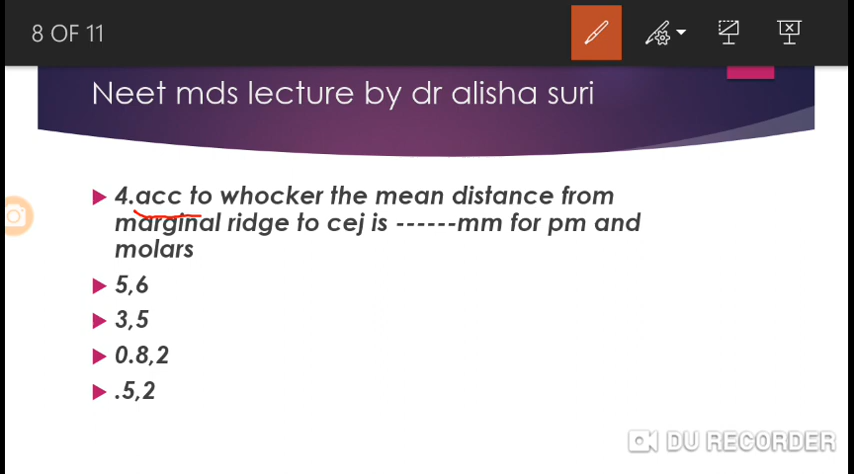 8 OF 11
Neet mds lecture by dr alisha suri
4.acc to whocker the mean distance from
marginal ridge to cej is ------mm for pm and
molars
5,6
3,5
0.8,2
.5,2
DU RECORDER